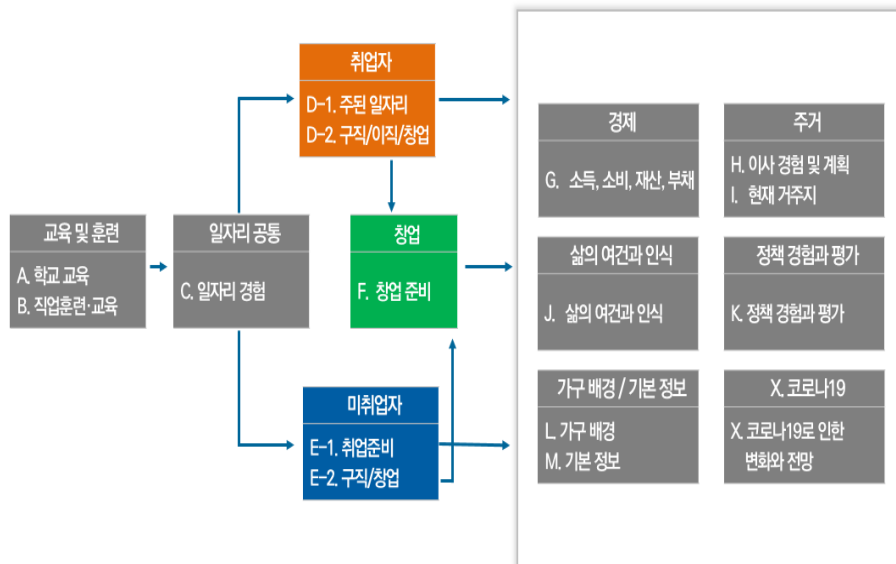 교육 및 훈련
A. 학교 교육
B. 직업훈련·교육
일자리 공통
C. 일자리 경험
취업자
D-1. 주된 일자리
D-2. 구직/이직/창업
창업
F. 창업 준비
미취업자
E-1. 취업준비
E-2. 구직/창업
경제
G. 소득, 소비, 재산, 부채
주거
H. 이사 경험 및 계획
I. 현재 거주지
삶의 여건과 인식
J. 삶의 여건과 인식
정책 경험과 평가
K. 정책 경험과 평가
가구 배경 / 기본 정보
L. 가구 배경
M. 기본 정보
X. 코로나19
X. 코로나19로 인한
변화와 전망